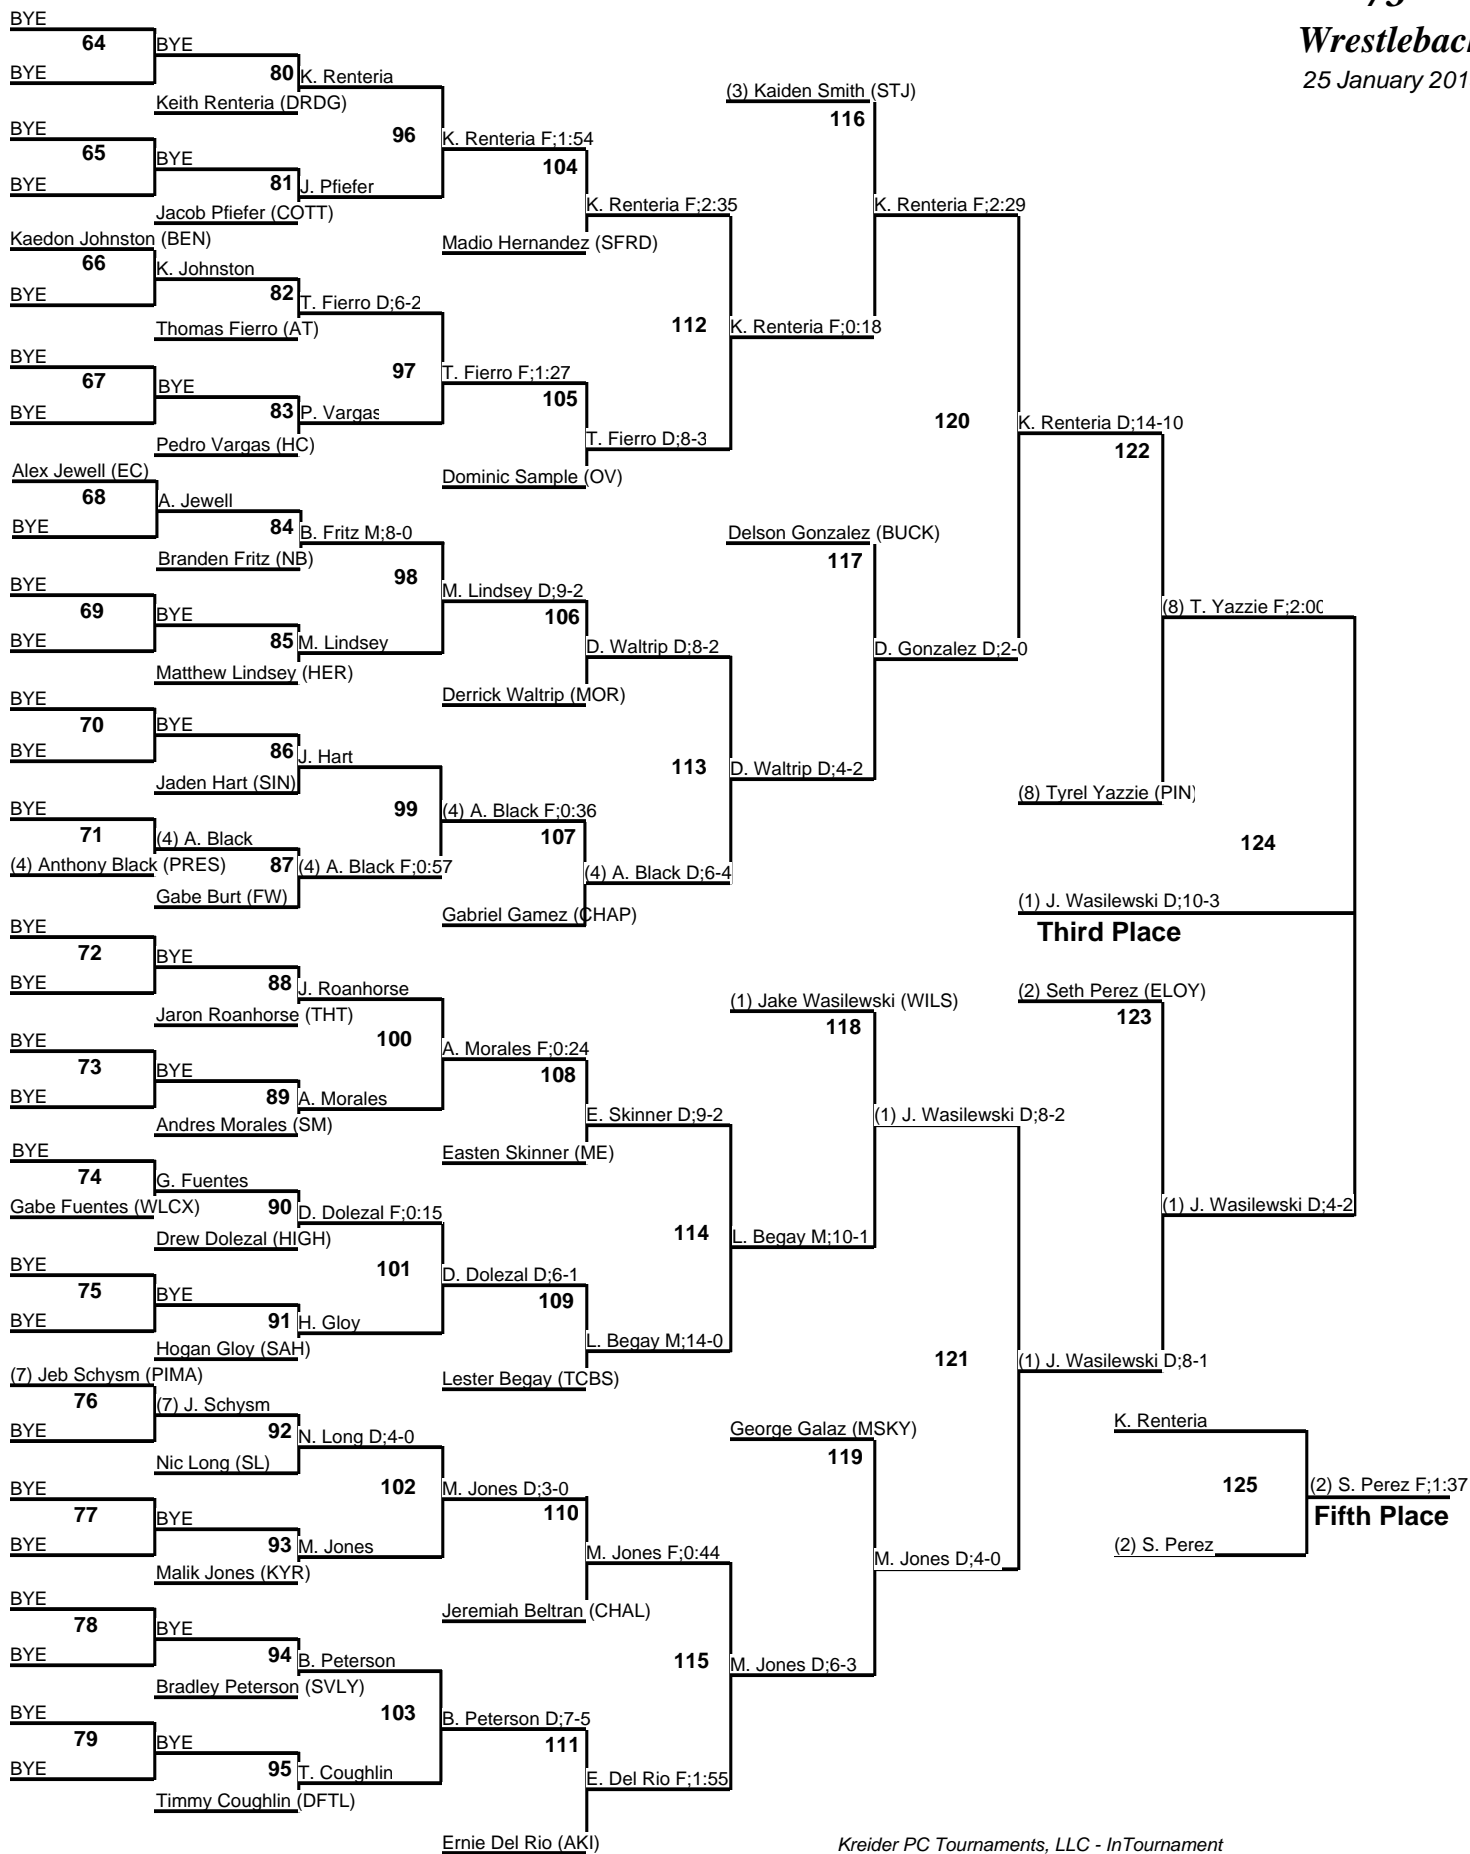 Wrestleback
25 January 201
BYE
64
BYE
BYE
80
K. Renteria
Keith Renteria (DRDG)
96
BYE
65
BYE
BYE
81
J. Pfiefer
Jacob Pfiefer (COTT)
K. Renteria F;1:54
104
K. Renteria F;2:35
Madio Hernandez (SFRD)
Kaedon Johnston (BEN)
66
BYE
K. Johnston
82
T. Fierro D;6-2
Thomas Fierro (AT)
97
BYE
67
BYE
BYE
83
P. Vargas
Pedro Vargas (HC)
T. Fierro F;1:27
105
T. Fierro D;8-3
Dominic Sample (OV)
112
K. Renteria F;0:18
(3) Kaiden Smith (STJ)
116
K. Renteria F;2:29
Alex Jewell (EC)
68
BYE
A. Jewell
84
B. Fritz M;8-0
Branden Fritz (NB)
98
BYE
69
BYE
BYE
85
M. Lindsey
Matthew Lindsey (HER)
M. Lindsey D;9-2
106
D. Waltrip D;8-2
Derrick Waltrip (MOR)
BYE
70
BYE
BYE
86
J. Hart
Jaden Hart (SIN)
99
BYE
71
(4) Anthony Black (PRES)
(4) A. Black
87
(4) A. Black F;0:57
Gabe Burt (FW)
(4) A. Black F;0:36
107
(4) A. Black D;6-4
Gabriel Gamez (CHAP)
113
D. Waltrip D;4-2
Delson Gonzalez (BUCK)
117
D. Gonzalez D;2-0
120
K. Renteria D;14-10
122
(8) T. Yazzie F;2:00
(8) Tyrel Yazzie (PIN)
124
(1) J. Wasilewski D;10-3
Third Place
BYE
72
BYE
BYE
88
J. Roanhorse
Jaron Roanhorse (THT)
100
BYE
73
BYE
BYE
89
A. Morales
Andres Morales (SM)
A. Morales F;0:24
108
E. Skinner D;9-2
Easten Skinner (ME)
BYE
74
Gabe Fuentes (WLCX)
G. Fuentes
90
D. Dolezal F;0:15
Drew Dolezal (HIGH)
101
BYE
75
BYE
BYE
91
H. Gloy
Hogan Gloy (SAH)
D. Dolezal D;6-1
109
L. Begay M;14-0
Lester Begay (TCBS)
114
L. Begay M;10-1
(1) Jake Wasilewski (WILS)
118
(1) J. Wasilewski D;8-2
(7) Jeb Schysm (PIMA)
76
BYE
(7) J. Schysm
92
N. Long D;4-0
Nic Long (SL)
102
BYE
77
BYE
BYE
93
M. Jones
Malik Jones (KYR)
M. Jones D;3-0
110
M. Jones F;0:44
Jeremiah Beltran (CHAL)
BYE
78
BYE
BYE
94
B. Peterson
Bradley Peterson (SVLY)
103
BYE
79
BYE
BYE
95
T. Coughlin
Timmy Coughlin (DFTL)
B. Peterson D;7-5
111
E. Del Rio F;1:55
Ernie Del Rio (AKI)
115
M. Jones D;6-3
George Galaz (MSKY)
119
M. Jones D;4-0
121
(1) J. Wasilewski D;8-1
(2) Seth Perez (ELOY)
123
(1) J. Wasilewski D;4-2
K. Renteria
125
(2) S. Perez
(2) S. Perez F;1:37
Fifth Place
Kreider PC Tournaments, LLC - InTournament